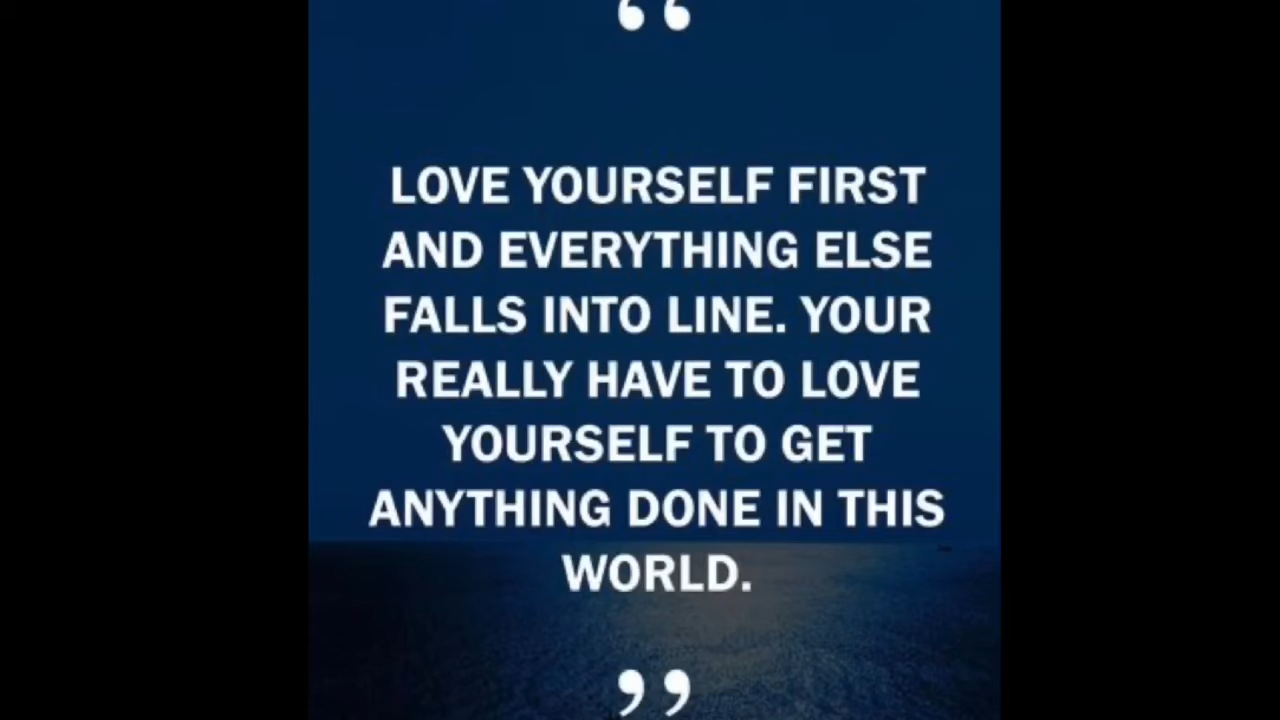 “
LOVE YOURSELF FIRST
AND EVERYTHING ELSE
FALLS INTO LINE. YOUR
REALLY HAVE TO LOVE
YOURSELF TO GET
ANYTHING DONE IN THIS
WORLD.
”